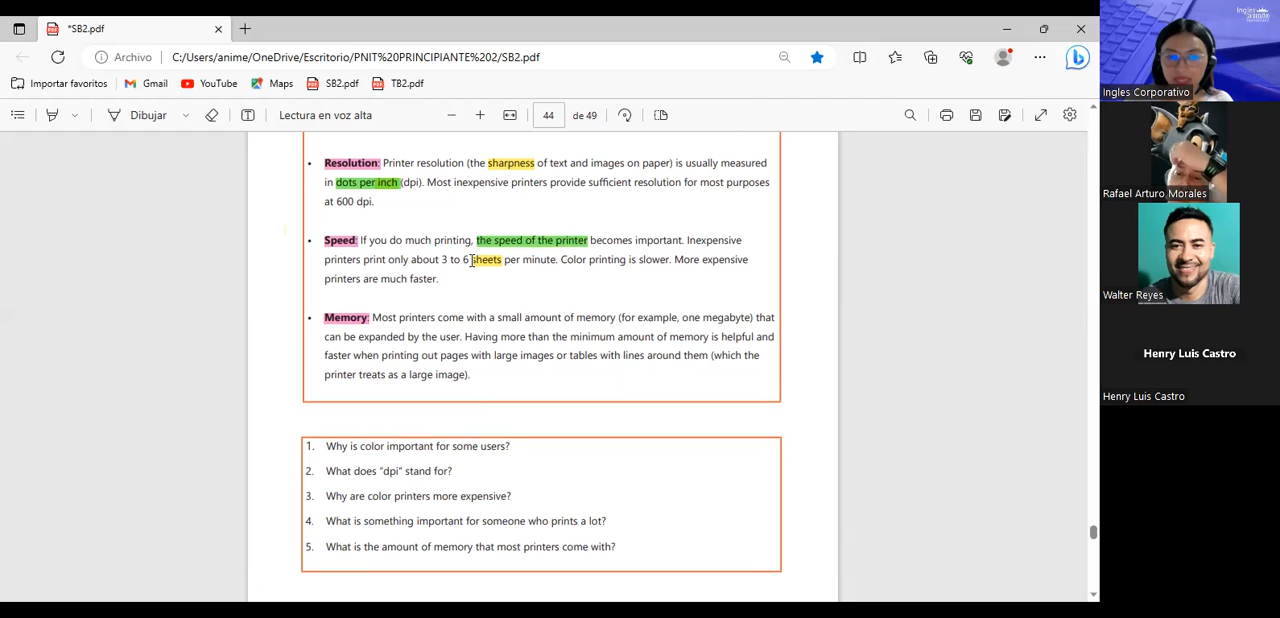 *SB2.pdf
Archivo C:/Users/anime/OneDrive/Escritorio/PNIT%20PRINCIPIANTE%202/SB2.pdf
Importar favoritos Gmail YouTube Maps SB2.pdf TB2.pdf
Dibujar Lectura en voz alta 44 de 49
• Resolution: Printer resolution (the sharpness of text and images on paper) is usually measured
in dots per inch (dpi). Most inexpensive printers provide sufficient resolution for most purposes
at 600 dpi.
• Speed: If you do much printing, the speed of the printer becomes important. Inexpensive
printers print only about 3 to 6 sheets per minute. Color printing is slower. More expensive
printers are much faster.
• Memory: Most printers come with a small amount of memory (for example, one megabyte) that
can be expanded by the user. Having more than the minimum amount of memory is helpful and
faster when printing out pages with large images or tables with lines around them (which the
printer treats as a large image).
1. Why is color important for some users?
2. What does "dpi" stand for?
3. Why are color printers more expensive?
4. What is something important for someone who prints a lot?
5. What is the amount of memory that most printers come with?
Ingles Corporativo
Rafael Arturo Morales
Walter Reyes
Henry Luis Castro
Henry Luis Castro